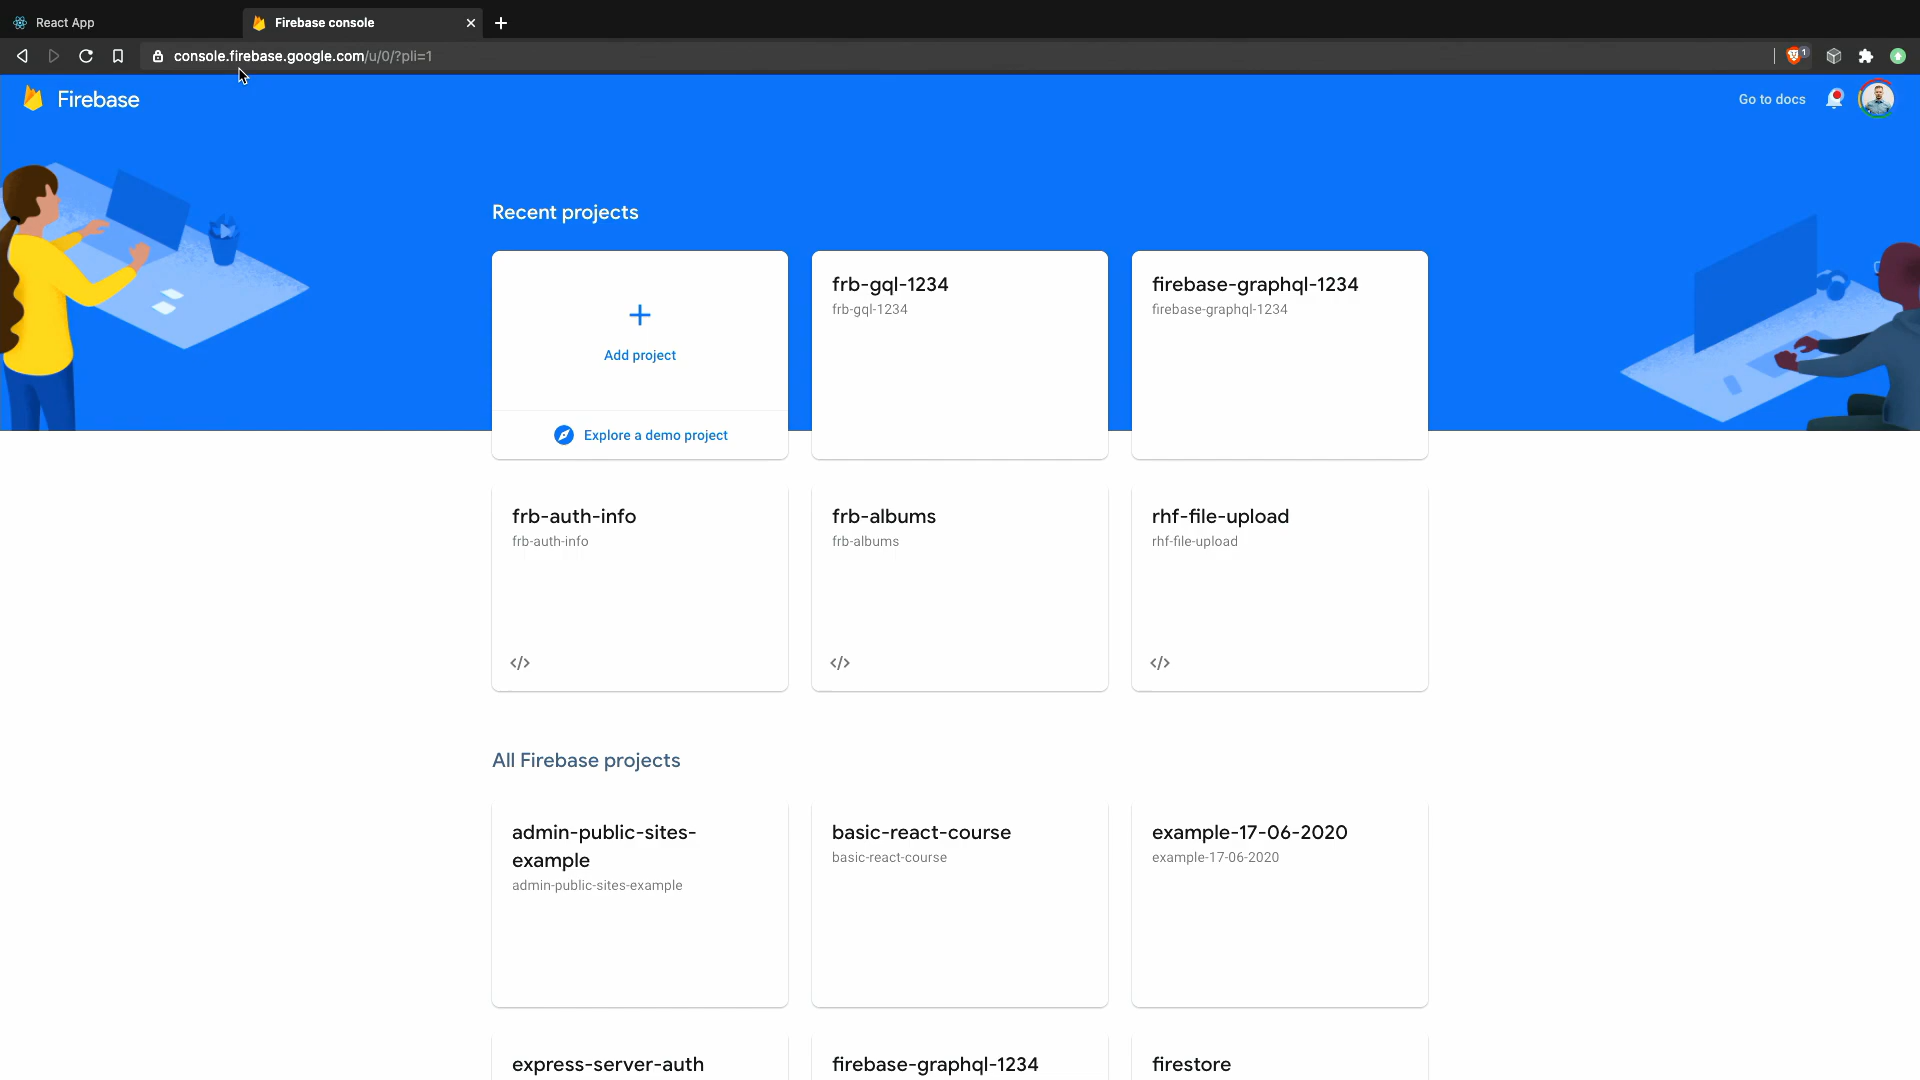 React App
Firebase console
console.firebase.google.com/u/0/?pli=1
1
Firebase
Go to docs
Recent projects
Add project
Explore a demo project
frb-gql-1234
frb-gql-1234
firebase-graphql-1234
firebase-graphql-1234
frb-auth-info
frb-auth-info
frb-albums
frb-albums
rhf-file-upload
rhf-file-upload
All Firebase projects
admin-public-sites-
example
admin-public-sites-example
basic-react-course
basic-react-course
example-17-06-2020
example-17-06-2020
express-server-auth
firebase-graphql-1234
firestore